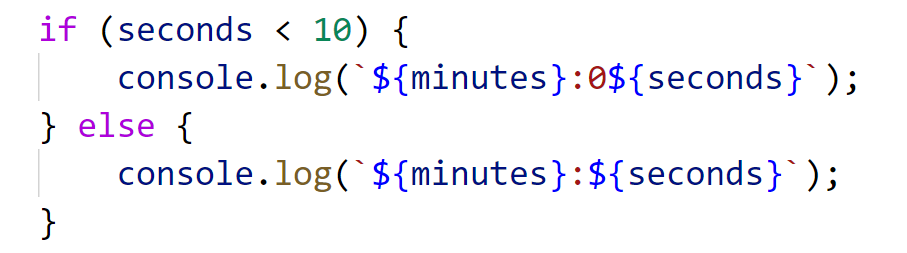 if (seconds < 10) {
    console.log(`${minutes}:0${seconds}`);
} else {
    console.log(`${minutes}:${seconds}`);
}